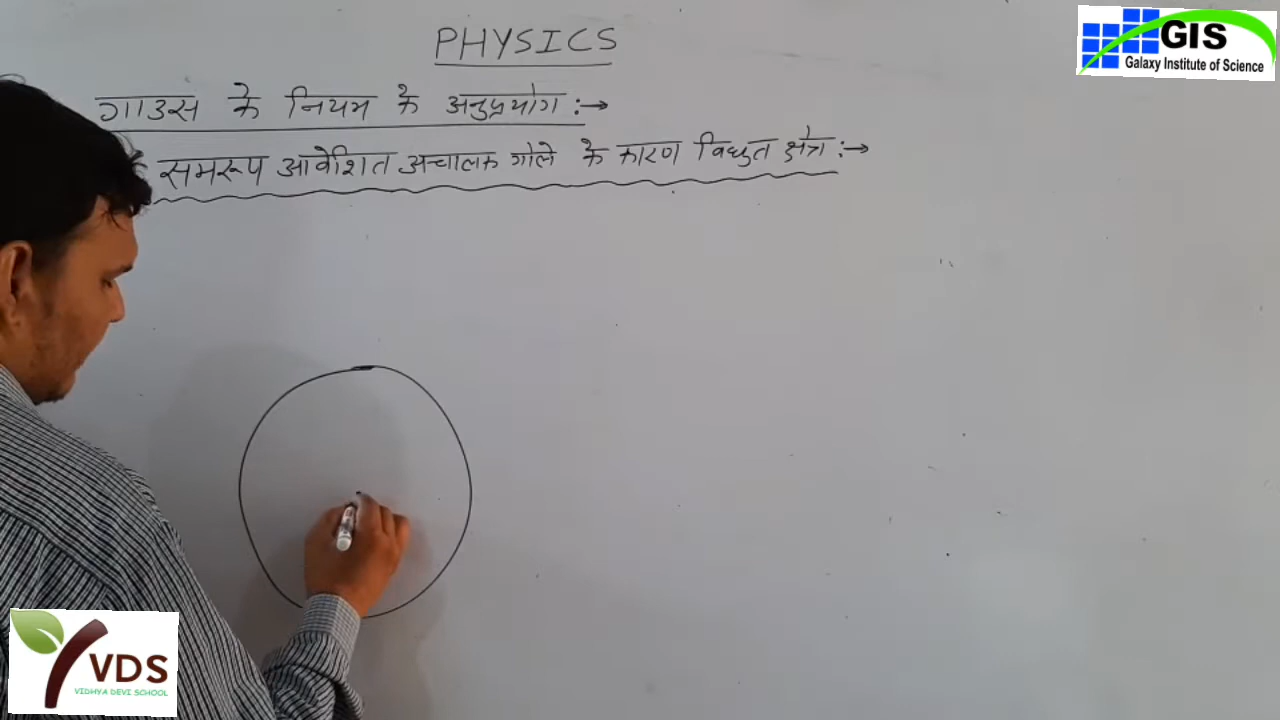 PHYSICS
गाउस के नियम के अनुप्रयोग :→
समरूप आवेशित अचालक गोले के कारण विधुत क्षेत्र :→
GIS
Galaxy Institute of Science
VDS
VIDHYA DEVI SCHOOL